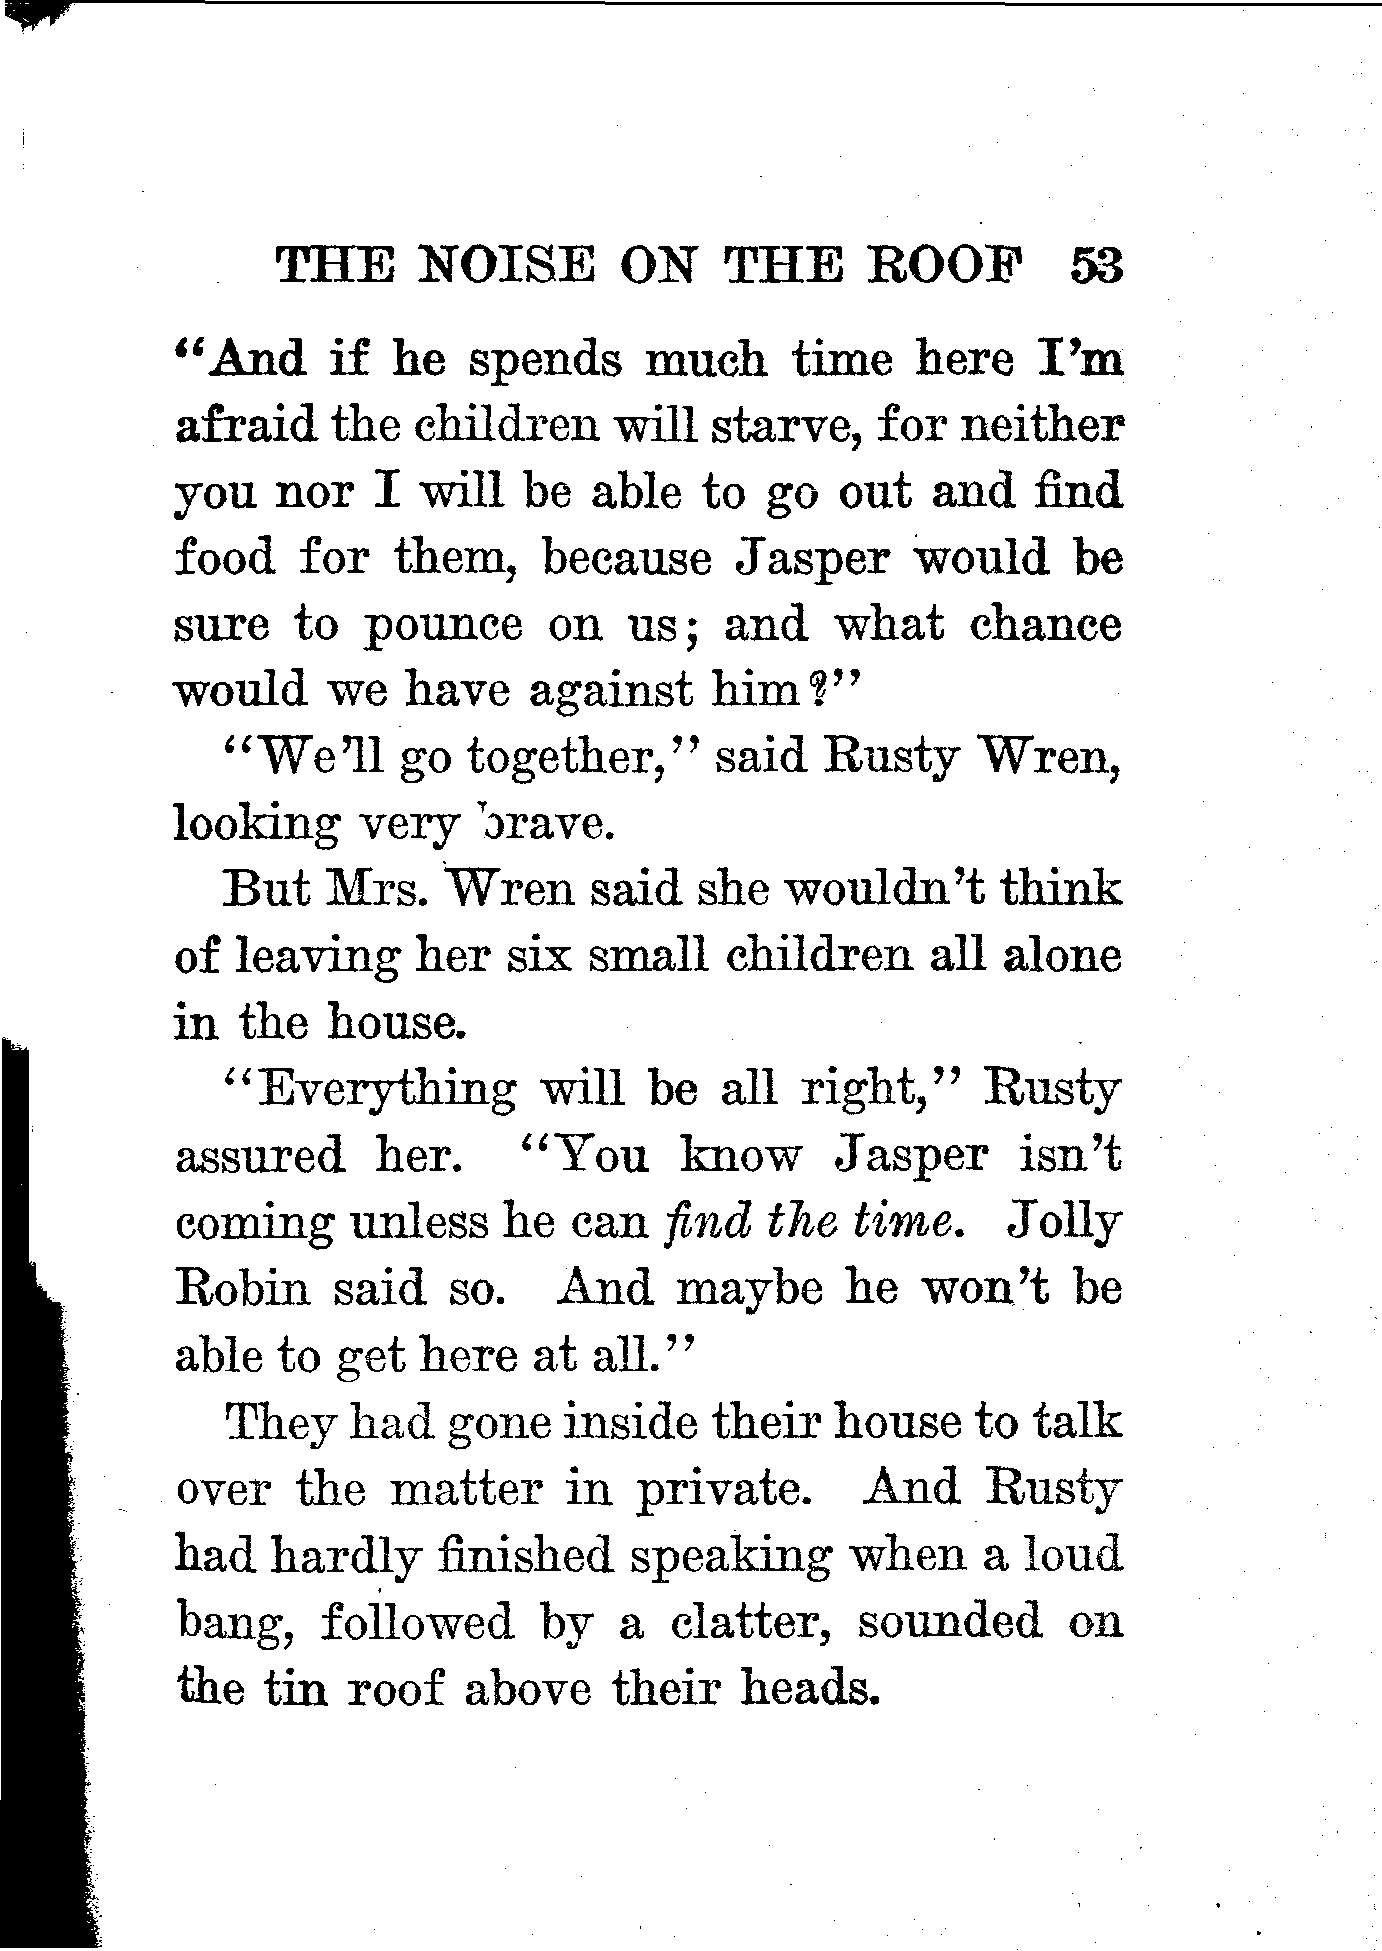 THE NOISE ON THE ROOF 53
"And if he spends much time here I'm
afraid the children will starve, for neither
you nor I will be able to go out and find
food for them, because Jasper would be
sure to pounce on us; and what chance
would we have against him?"
"We'll go together," said Rusty Wren,
looking very brave.
But Mrs. Wren said she wouldn't think
of leaving her six small children all alone
in the house.
"Everything will be all right," Rusty
assured her. "You know Jasper isn't
coming unless he can find the time. Jolly
Robin said so. And maybe he won't be
able to get here at all."
They had gone inside their house to talk
over the matter in private. And Rusty
had hardly finished speaking when a loud
bang, followed by a clatter, sounded on
the tin roof above their heads.